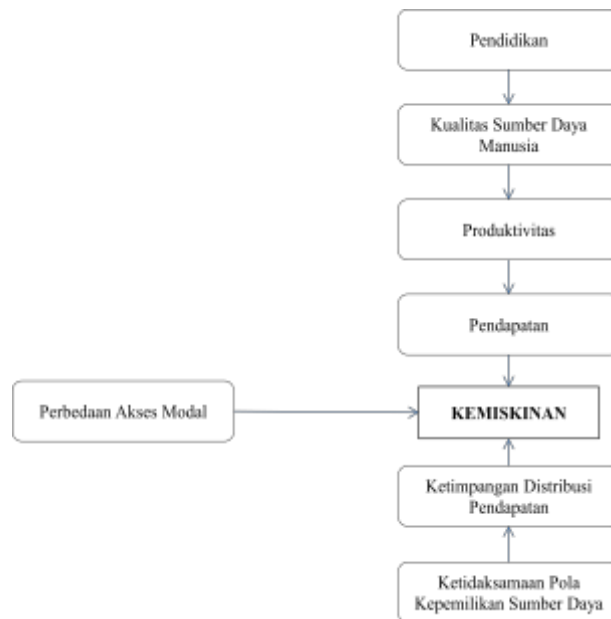 Pendidikan
Kualitas Sumber Daya
Manusia
Produktivitas
Pendapatan
Perbedaan Akses Modal
KEMISKINAN
Ketimpangan Distribusi
Pendapatan
Ketidaksamaan Pola
Kepemilikan Sumber Daya